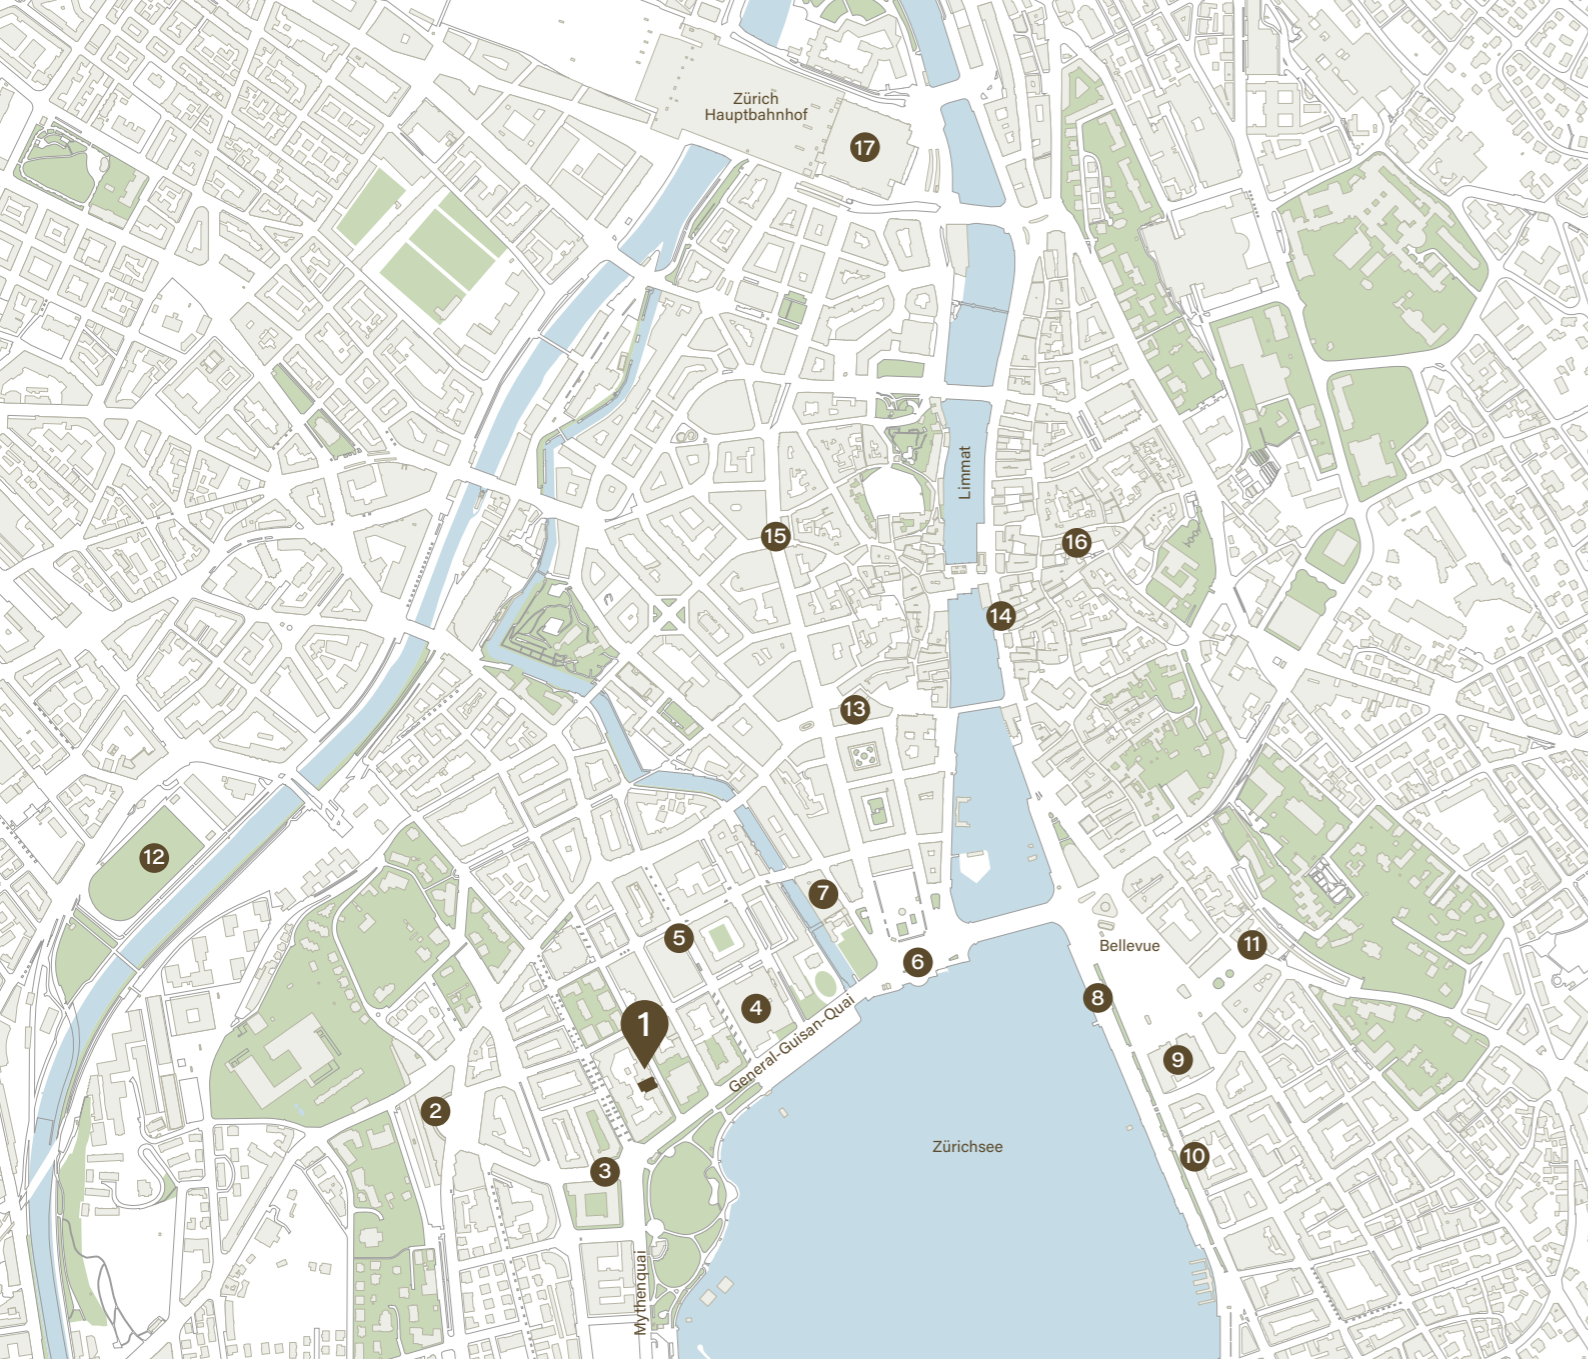 Zürich
Hauptbahnhof
17
Limmat
15
16
14
13
12
7
5
6
Bellevue
11
8
4
1
General-Guisan-Quai
9
2
Zürichsee
10
3
Mythenquai